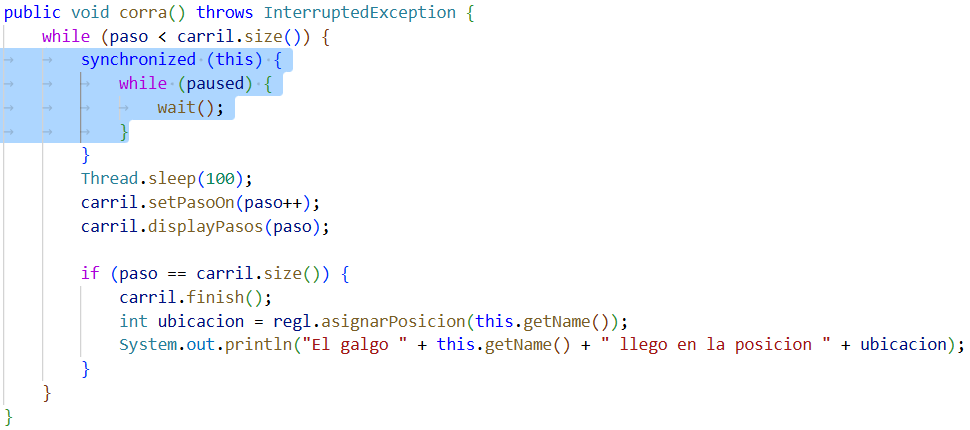 public void corra() throws InterruptedException {
while (paso < carril.size()) {
synchronized (this) {
while (paused) {
wait();
}
}
Thread.sleep(100);
carril.setPasoOn(paso++);
carril.displayPasos(paso);
if (paso == carril.size()) {
carril.finish();
int ubicacion = regl.asignarPosicion(this.getName());
System.out.println("El galgo " + this.getName() + " llego en la posicion " + ubicacion);
}
}
}